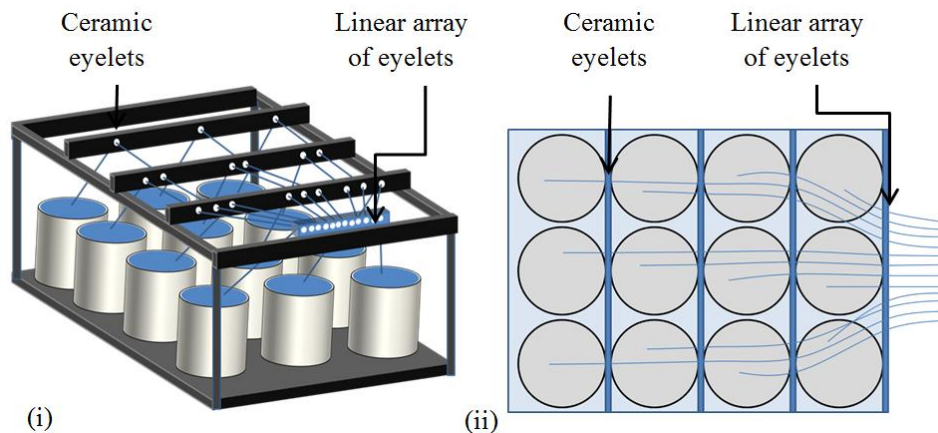 Ceramic
eyelets
Linear array
of eyelets
Ceramic
eyelets
Linear array
of eyelets
(i)
(ii)